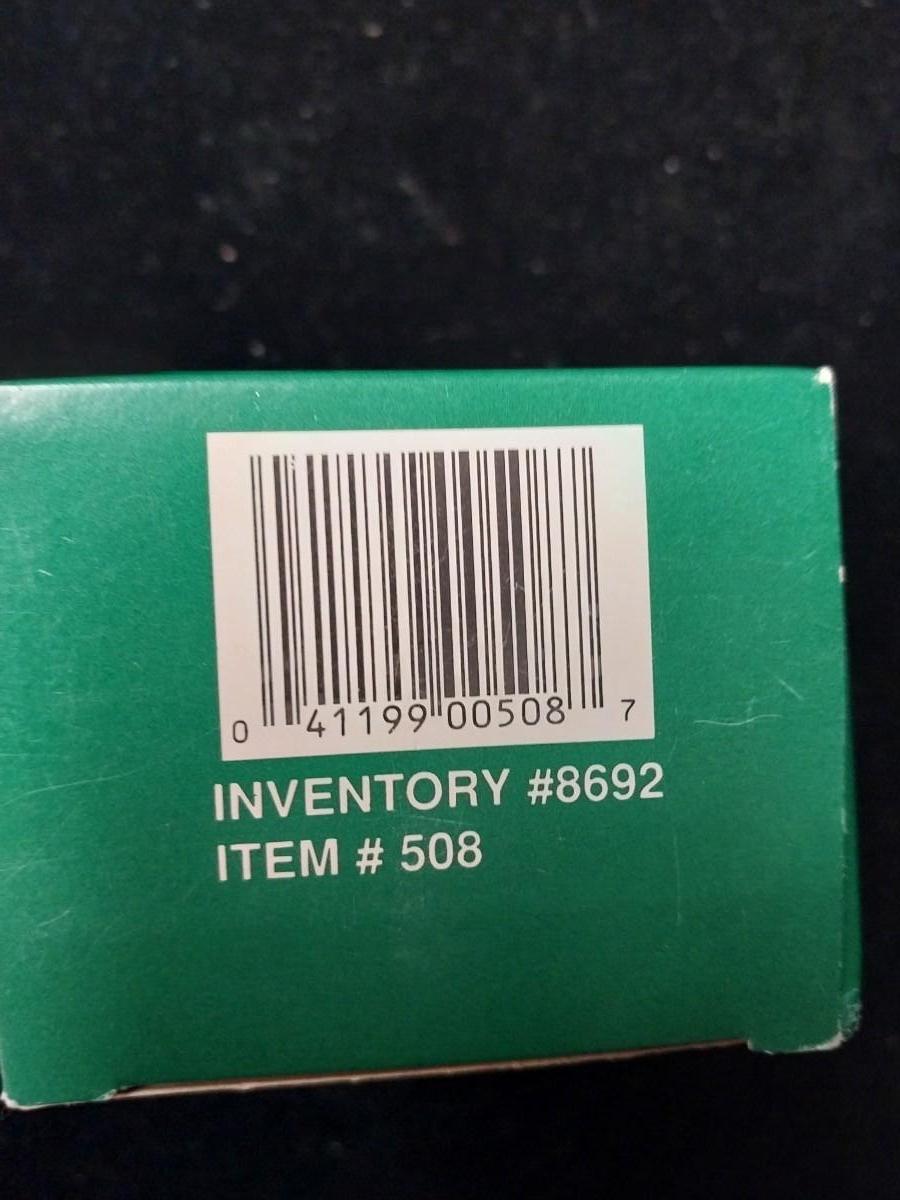 0 41199 00508 7
INVENTORY #8692
ITEM # 508